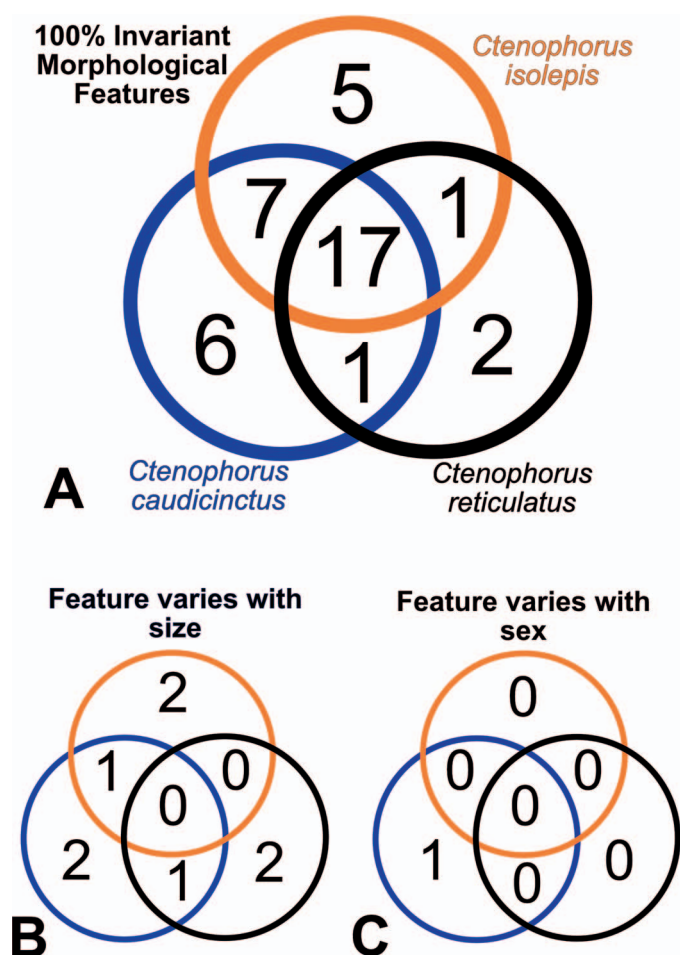 100% Invariant
Morphological
Features
Ctenophorus
isolepis
5
7
1
17
6
2
1
Ctenophorus
caudicinctus
Ctenophorus
reticulatus
A
Feature varies with
size
2
1
0
0
2
1
2
B
Feature varies with
sex
0
0
0
0
1
0
0
C